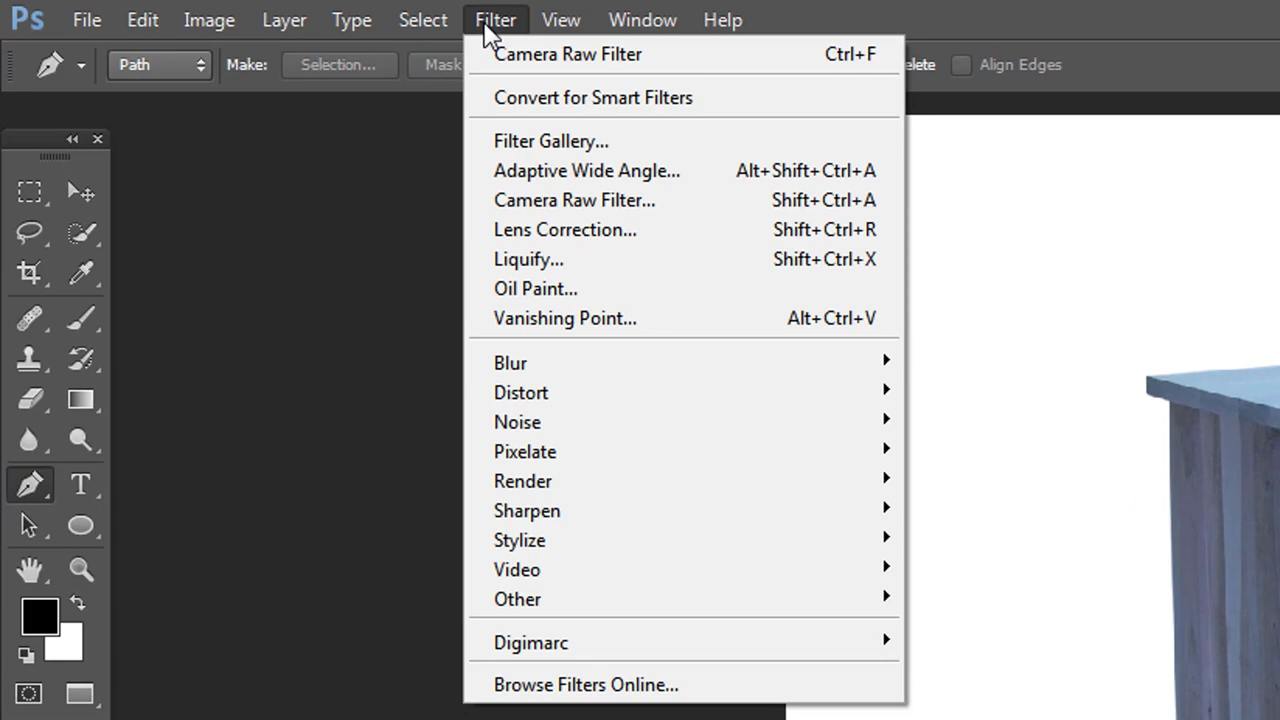 Ps File Edit Image Layer Type Select Filter View Window Help
Path Make: Selection... Mask elete Align Edges
Camera Raw Filter Ctrl+F
Convert for Smart Filters
Filter Gallery...
Adaptive Wide Angle... Alt+Shift+Ctrl+A
Camera Raw Filter... Shift+Ctrl+A
Lens Correction... Shift+Ctrl+R
Liquify... Shift+Ctrl+X
Oil Paint...
Vanishing Point... Alt+Ctrl+V
Blur
Distort
Noise
Pixelate
Render
Sharpen
Stylize
Video
Other
Digimarc
Browse Filters Online...
T